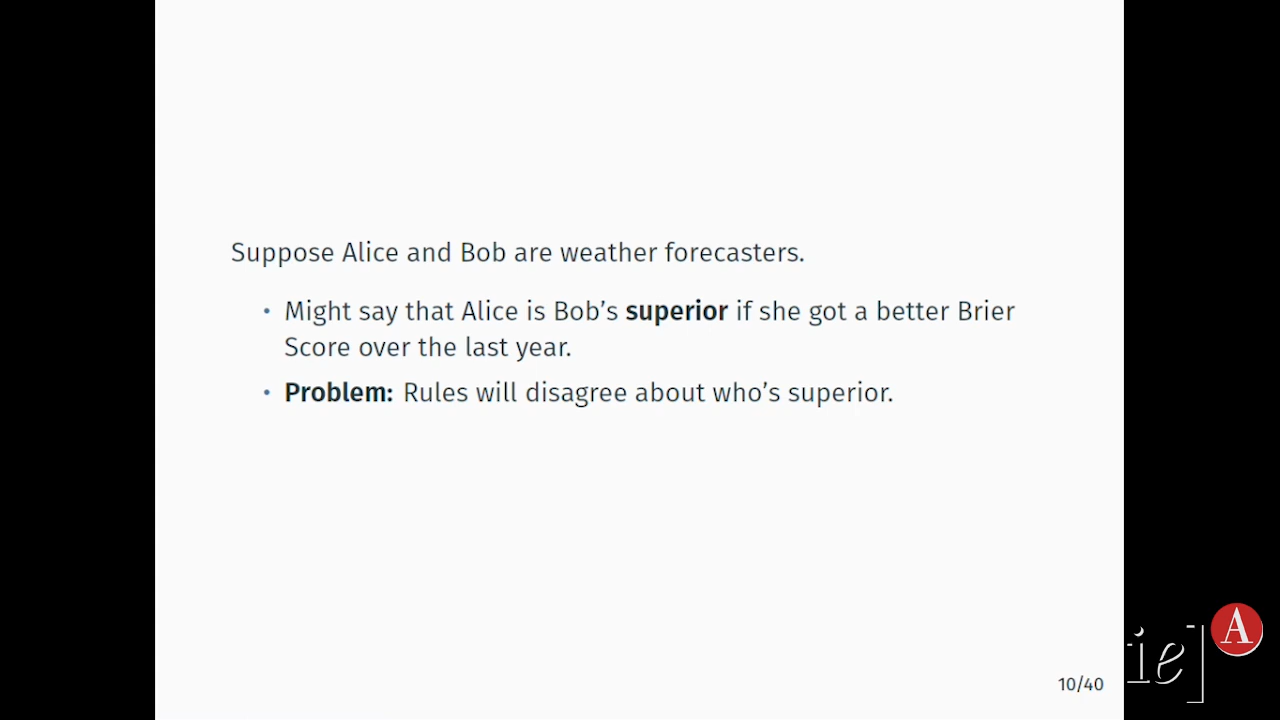 Suppose Alice and Bob are weather forecasters.
• Might say that Alice is Bob’s superior if she got a better Brier
Score over the last year.
• Problem: Rules will disagree about who’s superior.
10/40
ie]
A